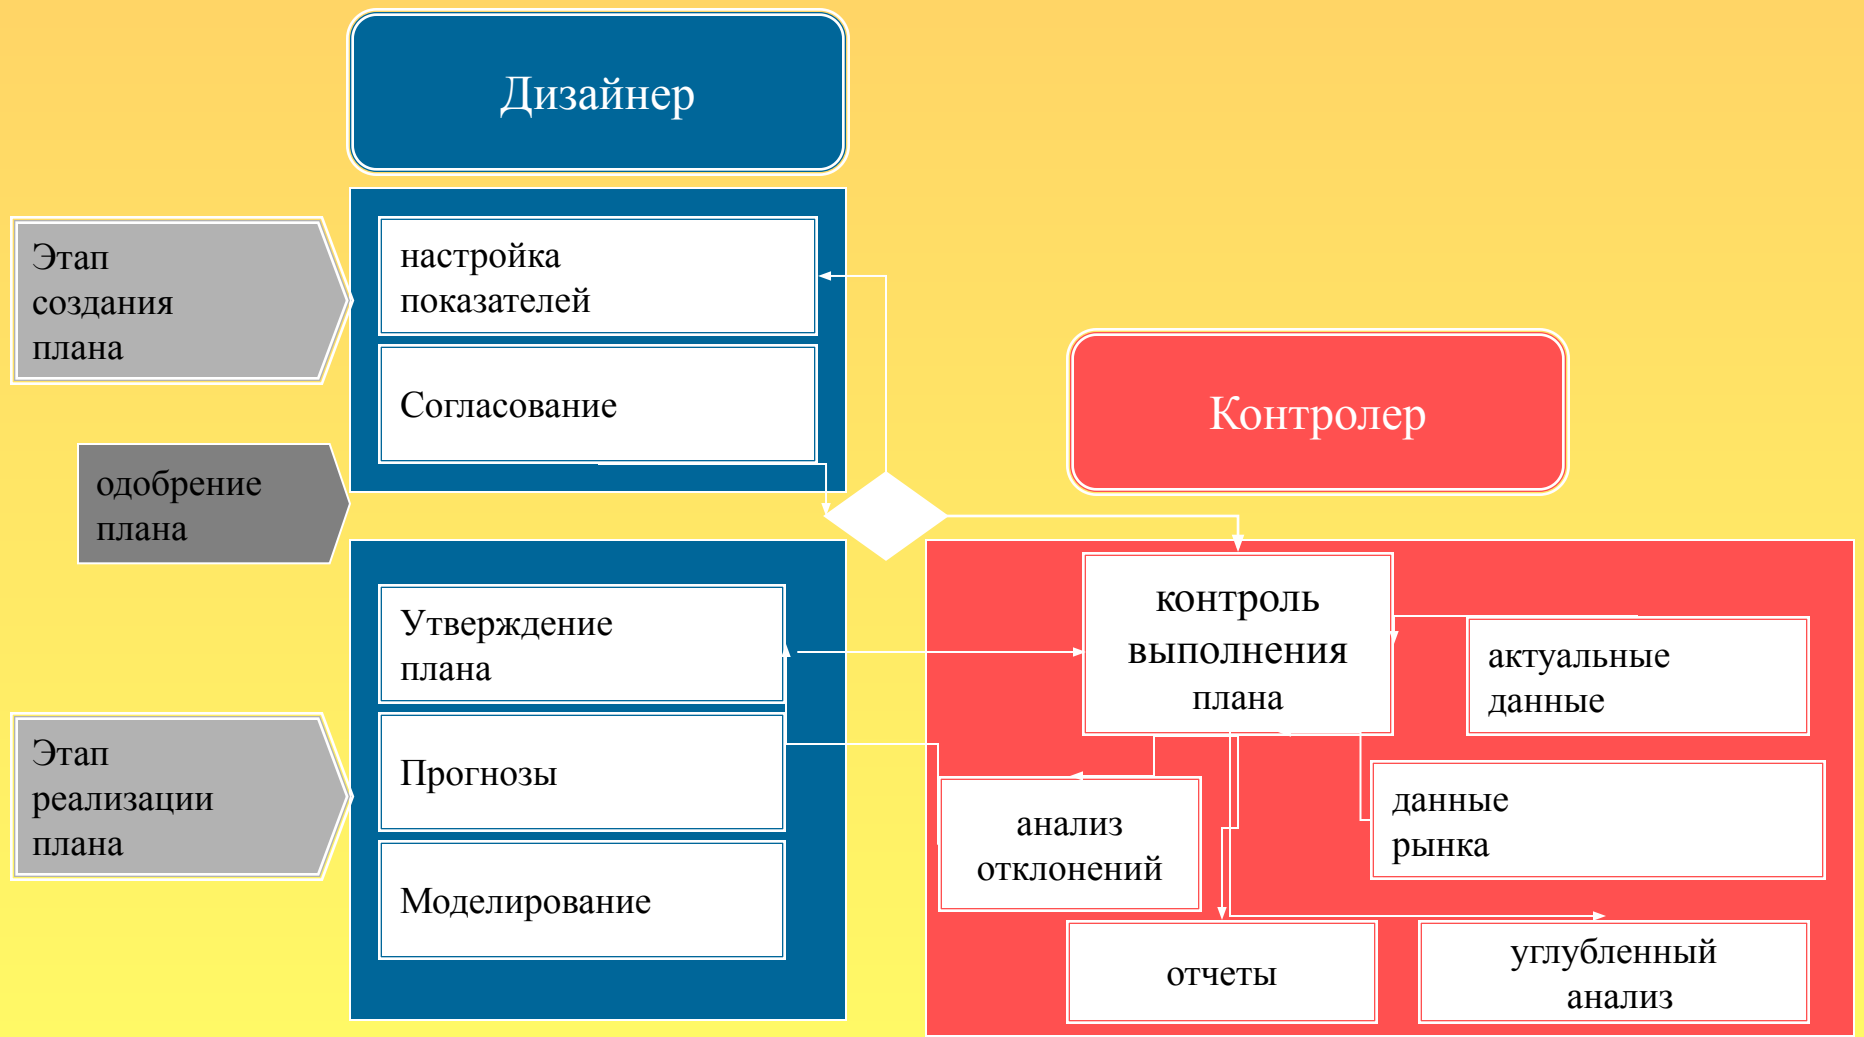 Дизайнер
Этап
создания
плана
настройка
показателей
Согласование
одобрение
плана
Контролер
Этап
реализации
плана
Утверждение
плана
Прогнозы
Моделирование
контроль
выполнения
плана
актуальные
данные
данные
рынка
анализ
отклонений
отчеты
углубленный
анализ